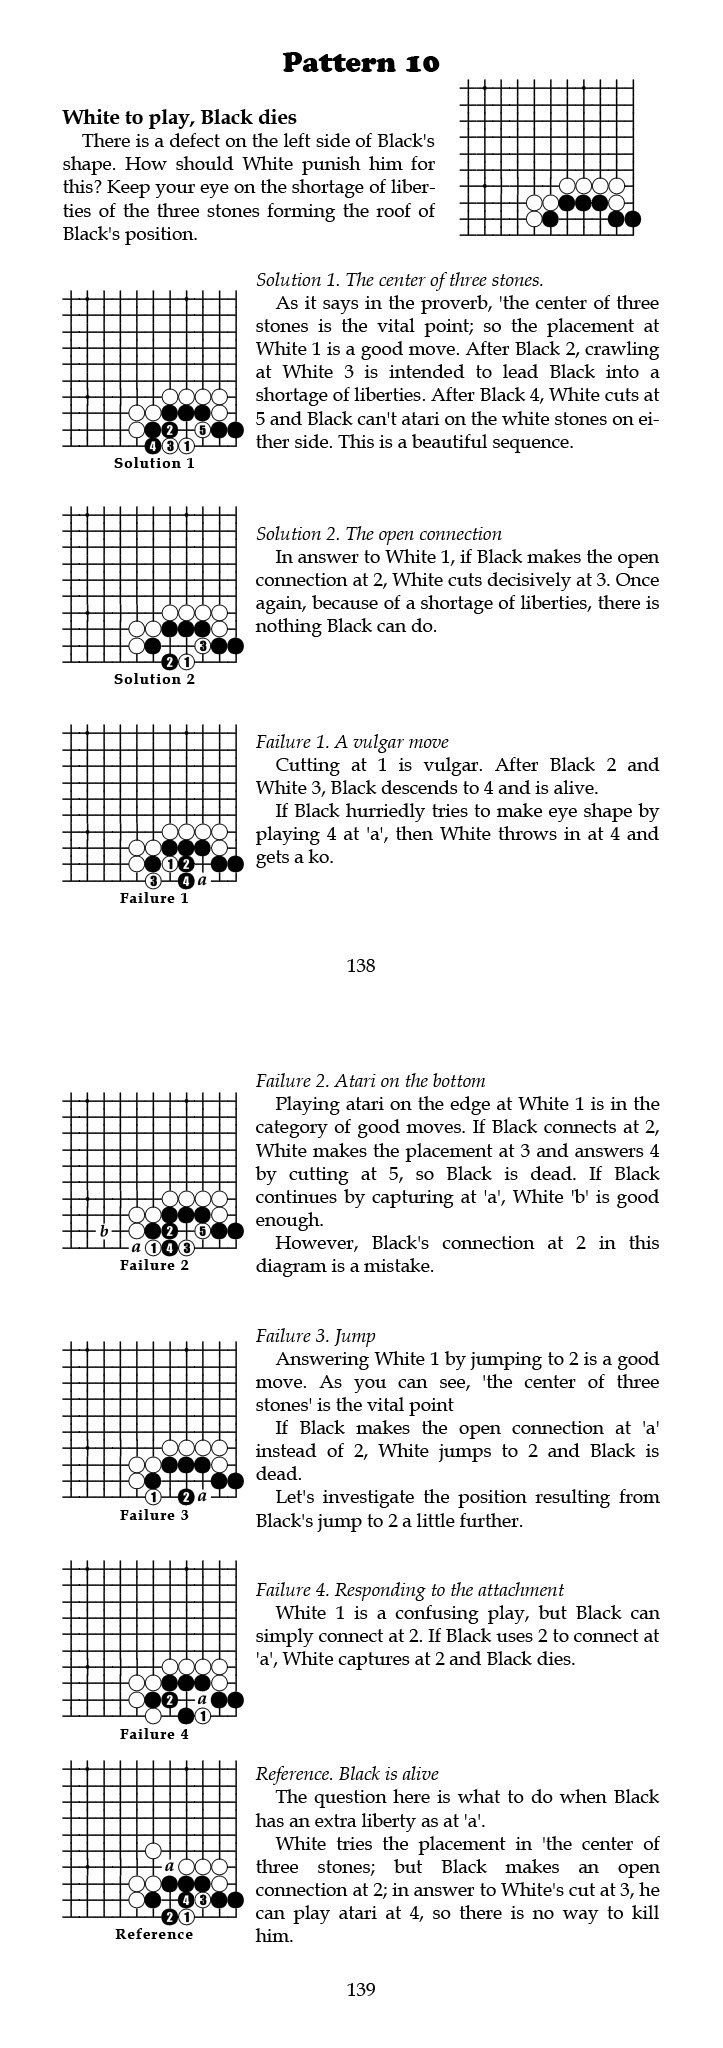 Pattern 10
White to play, Black dies
There is a defect on the left side of Black's
shape. How should White punish him for
this? Keep your eye on the shortage of liber-
ties of the three stones forming the roof of
Black's position.
Solution 1. The center of three stones.
As it says in the proverb, 'the center of three
stones is the vital point; so the placement at
White 1 is a good move. After Black 2, crawling
at White 3 is intended to lead Black into a
shortage of liberties. After Black 4, White cuts at
5 and Black can't atari on the white stones on ei-
ther side. This is a beautiful sequence.
2 5
4 3 1
Solution 1
Solution 2. The open connection
In answer to White 1, if Black makes the open
connection at 2, White cuts decisively at 3. Once
again, because of a shortage of liberties, there is
nothing Black can do.
3
2 1
Solution 2
Failure 1. A vulgar move
Cutting at 1 is vulgar. After Black 2 and
White 3, Black descends to 4 and is alive.
If Black hurriedly tries to make eye shape by
playing 4 at 'a', then White throws in at 4 and
gets a ko.
1 2
3 4 a
Failure 1
138
Failure 2. Atari on the bottom
Playing atari on the edge at White 1 is in the
category of good moves. If Black connects at 2,
White makes the placement at 3 and answers 4
by cutting at 5, so Black is dead. If Black
continues by capturing at 'a', White 'b' is good
enough.
However, Black's connection at 2 in this
diagram is a mistake.
b 2 5
a 1 4 3
Failure 2
Failure 3. Jump
Answering White 1 by jumping to 2 is a good
move. As you can see, 'the center of three
stones' is the vital point
If Black makes the open connection at 'a'
instead of 2, White jumps to 2 and Black is
dead.
Let's investigate the position resulting from
Black's jump to 2 a little further.
1 2 a
Failure 3
Failure 4. Responding to the attachment
White 1 is a confusing play, but Black can
simply connect at 2. If Black uses 2 to connect at
'a', White captures at 2 and Black dies.
2 a
1
Failure 4
Reference. Black is alive
The question here is what to do when Black
has an extra liberty as at 'a'.
White tries the placement in 'the center of
three stones; but Black makes an open
connection at 2; in answer to White's cut at 3, he
can play atari at 4, so there is no way to kill
him.
a
4 3
2 1
Reference
139